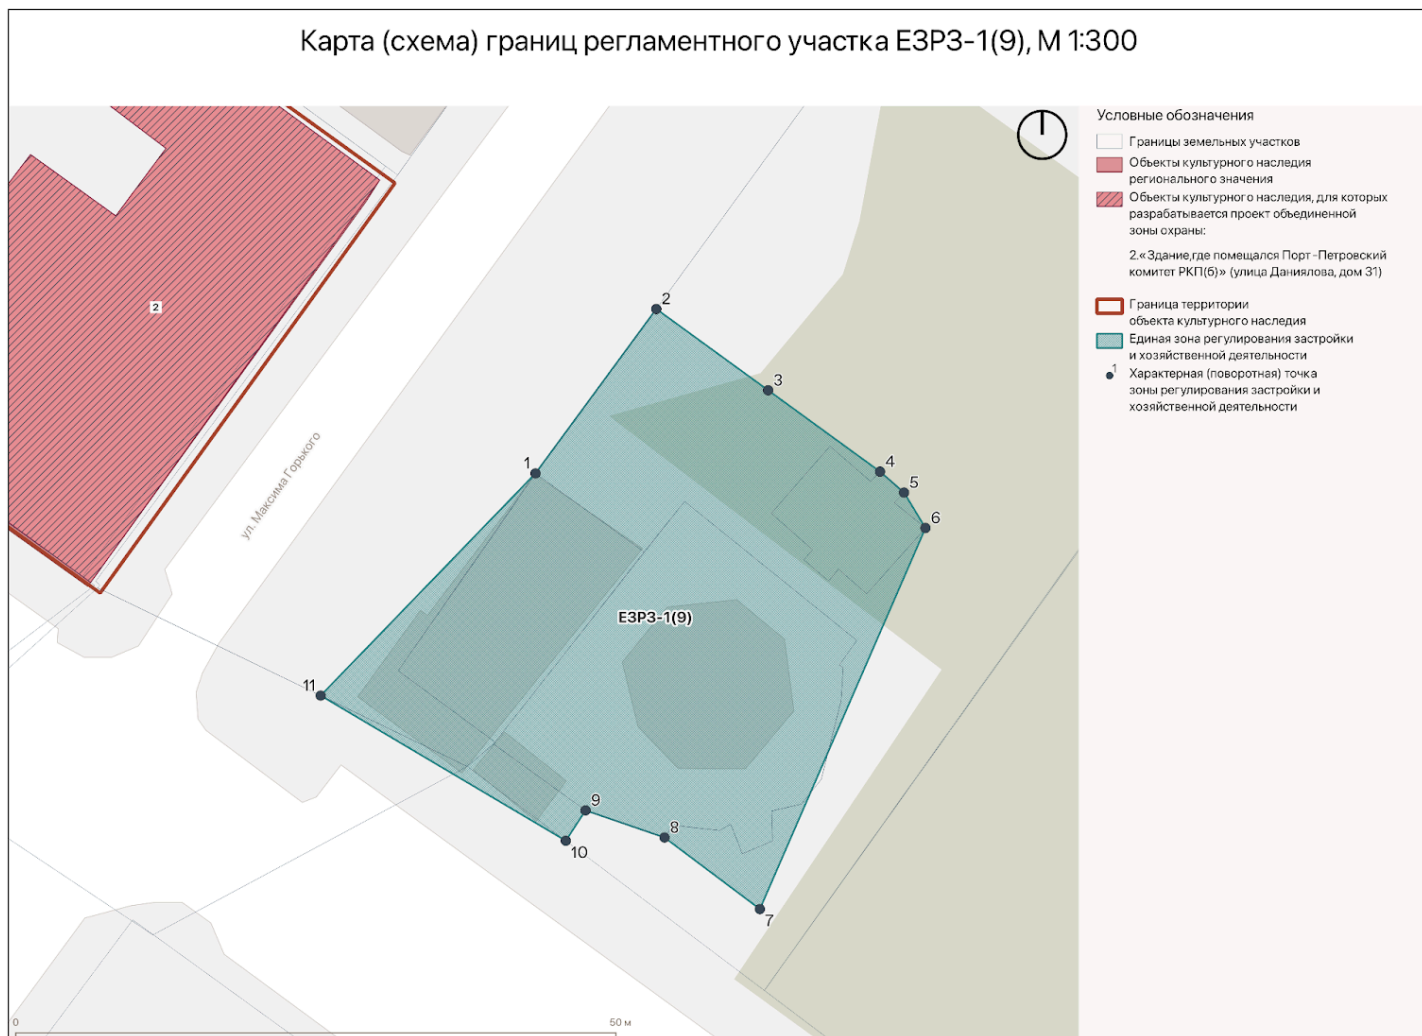 Карта (схема) границ регламентного участка ЕЗРЗ-1(9), М 1:300
Условные обозначения
Границы земельных участков
Объекты культурного наследия
регионального значения
Объекты культурного наследия, для которых
разрабатывается проект объединенной
зоны охраны:
2.«Здание,где помещался Порт-Петровский
комитет РКП(б)» (улица Даниялова, дом 31)
Граница территории
объекта культурного наследия
Единая зона регулирования застройки
и хозяйственной деятельности
1
Характерная (поворотная) точка
зоны регулирования застройки и
хозяйственной деятельности
2
2
3
1
4
5
6
ул. Максима Горького
ЕЗРЗ-1(9)
11
9
8
10
7
0
50 м